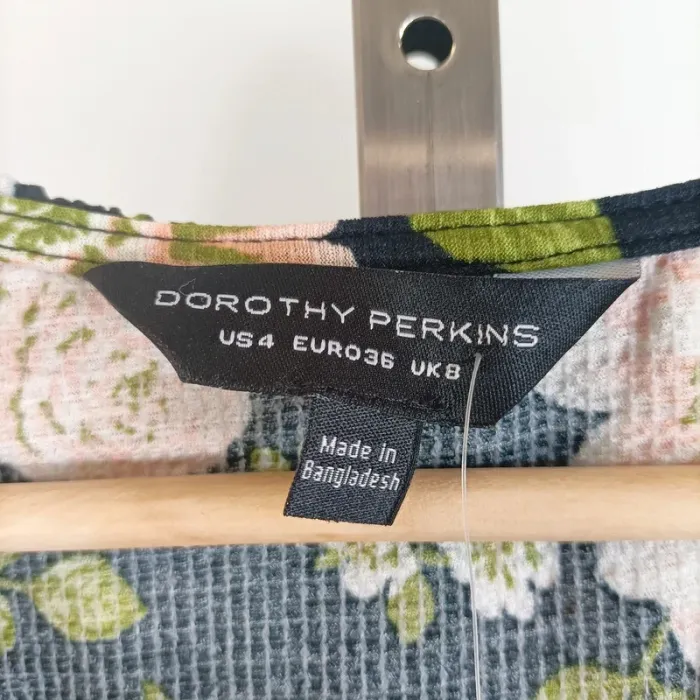 DOROTHY PERKINS
US4 EURO36 UK8
Made in
Bangladesh